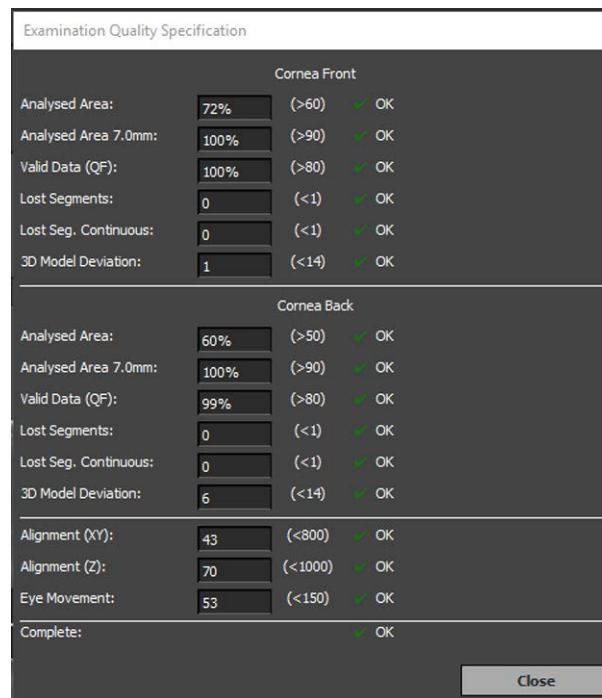 Examination Quality Specification
Cornea Front
Analysed Area: 72% (>60) OK
Analysed Area 7.0mm: 100% (>90) OK
Valid Data (QF): 100% (>80) OK
Lost Segments: 0 (<1) OK
Lost Seg. Continuous: 0 (<1) OK
3D Model Deviation: 1 (<14) OK
Cornea Back
Analysed Area: 60% (>50) OK
Analysed Area 7.0mm: 100% (>90) OK
Valid Data (QF): 99% (>80) OK
Lost Segments: 0 (<1) OK
Lost Seg. Continuous: 0 (<1) OK
3D Model Deviation: 6 (<14) OK
Alignment (XY): 43 (<800) OK
Alignment (Z): 70 (<1000) OK
Eye Movement: 53 (<150) OK
Complete: OK
Close